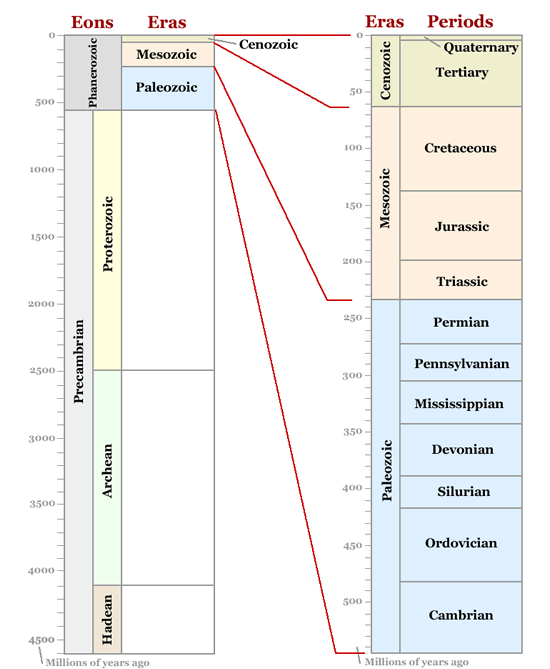 Eons Eras
0
500
1000
1500
2000
2500
3000
3500
4000
4500
Millions of years ago
Phanerozoic
Precambrian
Proterozoic
Archean
Hadean
Cenozoic
Mesozoic
Paleozoic
Eras Periods
0
50
100
150
200
250
300
350
400
450
500
Millions of years ago
Cenozoic
Mesozoic
Paleozoic
Quaternary
Tertiary
Cretaceous
Jurassic
Triassic
Permian
Pennsylvanian
Mississippian
Devonian
Silurian
Ordovician
Cambrian